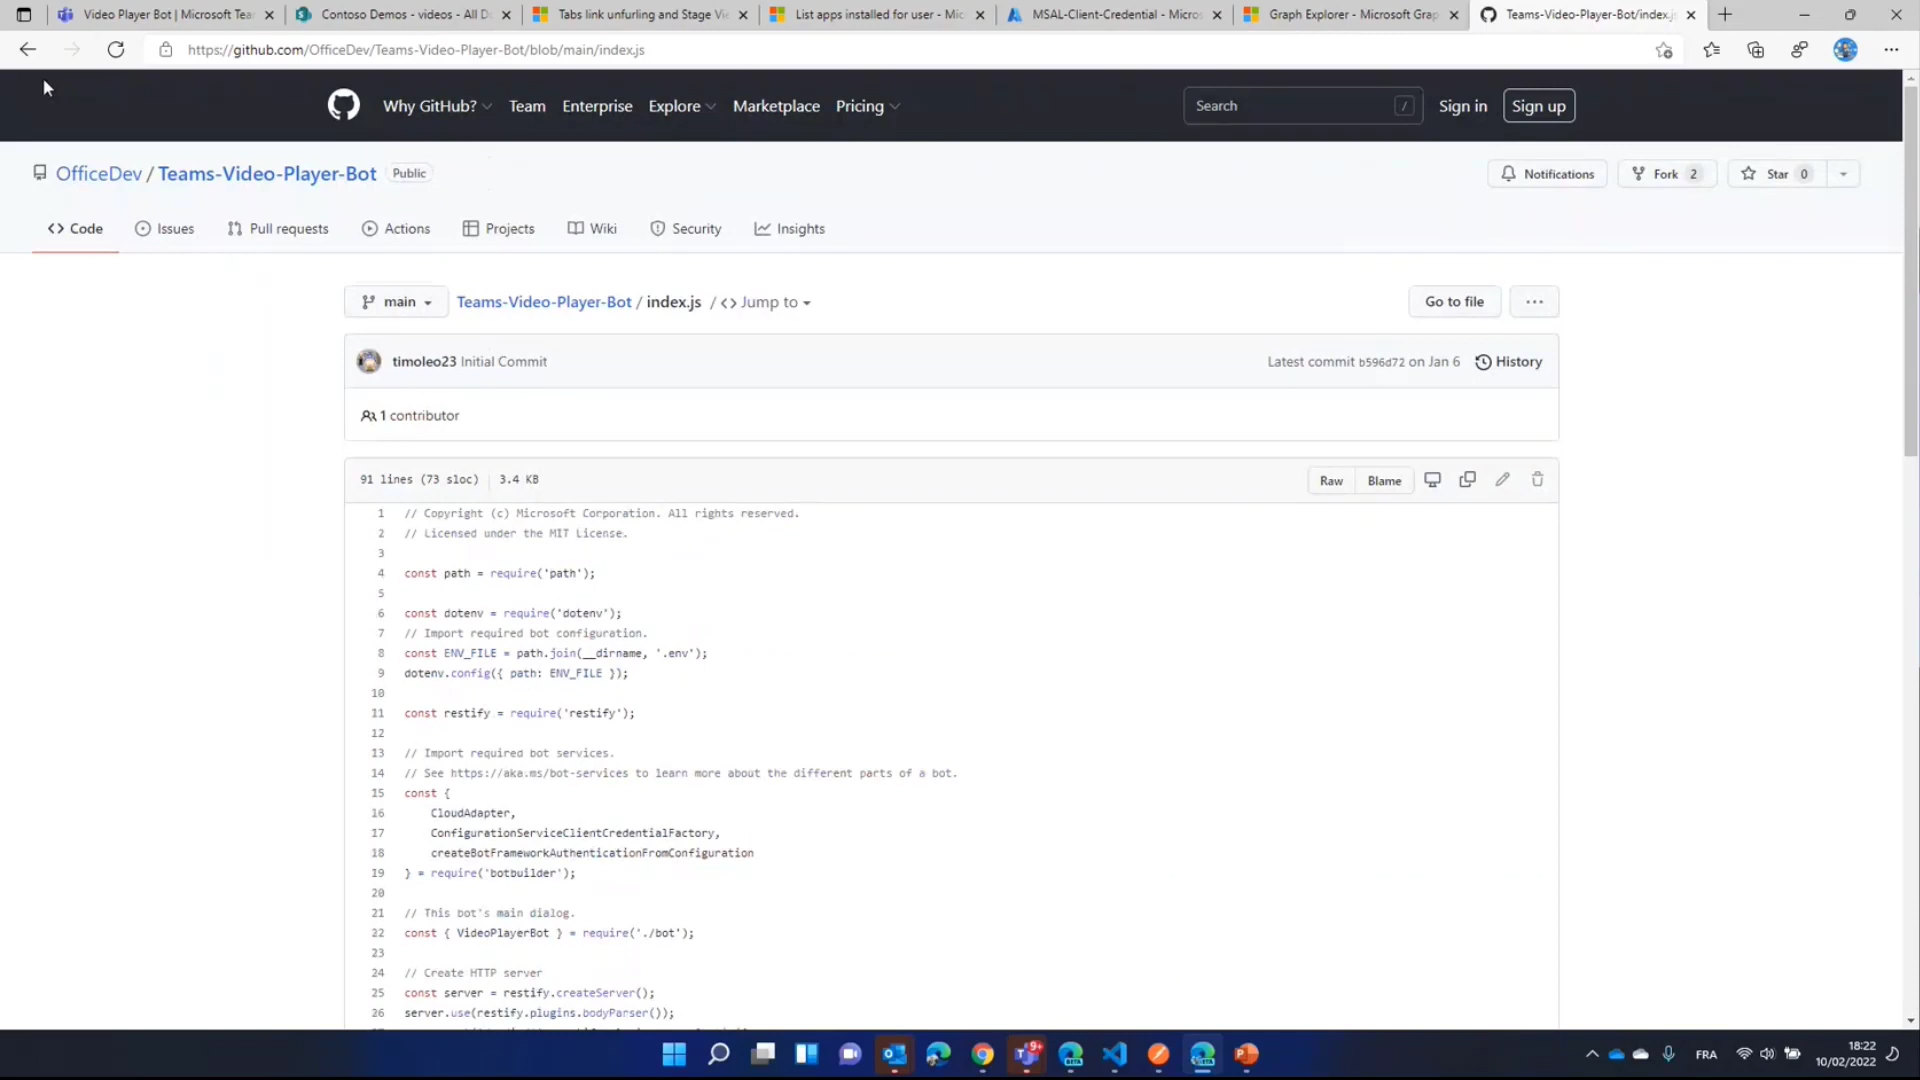 Video Player Bot | Microsoft Tea
Contoso Demos - videos - All D
Tabs link unfurling and Stage Vi
List apps installed for user - Mic
MSAL-Client-Credential - Micros
Graph Explorer - Microsoft Grap
Teams-Video-Player-Bot/index.js
https://github.com/OfficeDev/Teams-Video-Player-Bot/blob/main/index.js
Why GitHub? Team Enterprise Explore Marketplace Pricing
Search / Sign in Sign up
OfficeDev / Teams-Video-Player-Bot Public
Notifications Fork 2 Star 0
<> Code Issues Pull requests Actions Projects Wiki Security Insights
main Teams-Video-Player-Bot / index.js / <> Jump to
Go to file ...
timoleo23 Initial Commit
Latest commit b596d72 on Jan 6 History
1 contributor
91 lines (73 sloc) | 3.4 KB
Raw Blame
1 // Copyright (c) Microsoft Corporation. All rights reserved.
2 // Licensed under the MIT License.
3
4 const path = require('path');
5
6 const dotenv = require('dotenv');
7 // Import required bot configuration.
8 const ENV_FILE = path.join(__dirname, '.env');
9 dotenv.config({ path: ENV_FILE });
10
11 const restify = require('restify');
12
13 // Import required bot services.
14 // See https://aka.ms/bot-services to learn more about the different parts of a bot.
15 const {
16 CloudAdapter,
17 ConfigurationServiceClientCredentialFactory,
18 createBotFrameworkAuthenticationFromConfiguration
19 } = require('botbuilder');
20
21 // This bot's main dialog.
22 const { VideoPlayerBot } = require('./bot');
23
24 // Create HTTP server
25 const server = restify.createServer();
26 server.use(restify.plugins.bodyParser());
9+
FRA
18:22
10/02/2022